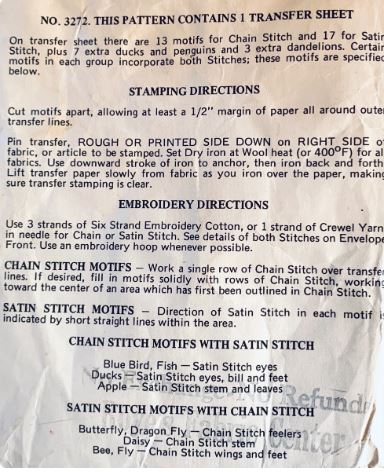 NO. 3272. THIS PATTERN CONTAINS 1 TRANSFER SHEET
On transfer sheet there are 13 motifs for Chain Stitch and 17 for Satin
Stitch, plus 7 extra ducks and penguins and 3 extra dandelions. Certain
motifs in each group incorporate both Stitches; these motifs are specified
below.
STAMPING DIRECTIONS
Cut motifs apart, allowing at least a 1/2" margin of paper all around outer
transfer lines.
Pin transfer, ROUGH OR PRINTED SIDE DOWN on RIGHT SIDE of
fabric, or article to be stamped. Set Dry iron at Wool heat (or 400°F) for all
fabrics. Use downward stroke of iron to anchor, then iron back and forth.
Lift transfer paper slowly from fabric as you iron over the paper, making
sure transfer stamping is clear.
EMBROIDERY DIRECTIONS
Use 3 strands of Six Strand Embroidery Cotton, or 1 strand of Crewel Yarn
in needle for Chain or Satin Stitch. See details of both Stitches on Envelope
Front. Use an embroidery hoop whenever possible.
CHAIN STITCH MOTIFS – Work a single row of Chain Stitch over transfer
lines. If desired, fill in motifs solidly with rows of Chain Stitch, working
toward the center of an area which has first been outlined in Chain Stitch.
SATIN STITCH MOTIFS – Direction of Satin Stitch in each motif is
indicated by short straight lines within the area.
CHAIN STITCH MOTIFS WITH SATIN STITCH
Blue Bird, Fish – Satin Stitch eyes
Ducks – Satin Stitch eyes, bill and feet
Apple – Satin Stitch stem and leaves
SATIN STITCH MOTIFS WITH CHAIN STITCH
Butterfly, Dragon Fly – Chain Stitch feelers
Daisy – Chain Stitch stem
Bee, Fly – Chain Stitch wings and feet
No Refund
Center